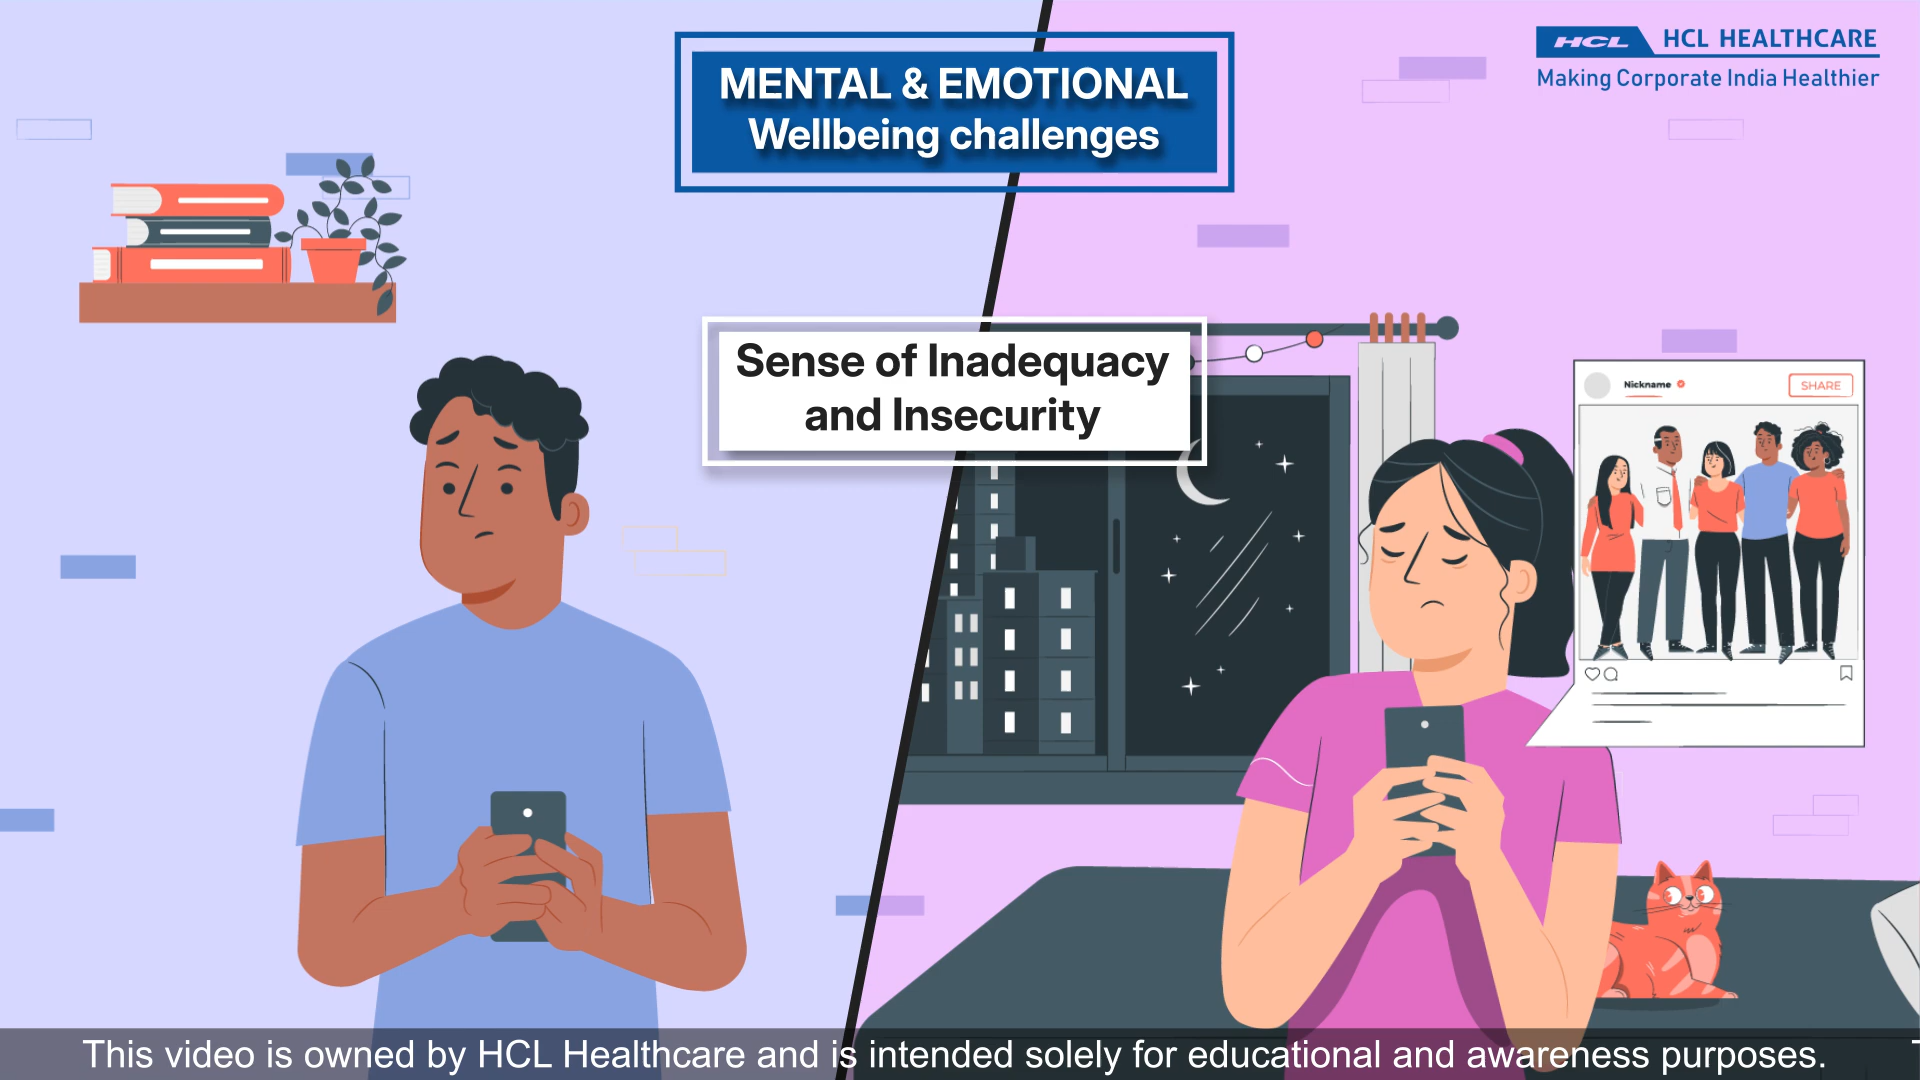 MENTAL & EMOTIONAL
Wellbeing challenges
HCL HCL HEALTHCARE
Making Corporate India Healthier
Sense of Inadequacy
and Insecurity
Nickname
SHARE
This video is owned by HCL Healthcare and is intended solely for educational and awareness purposes.